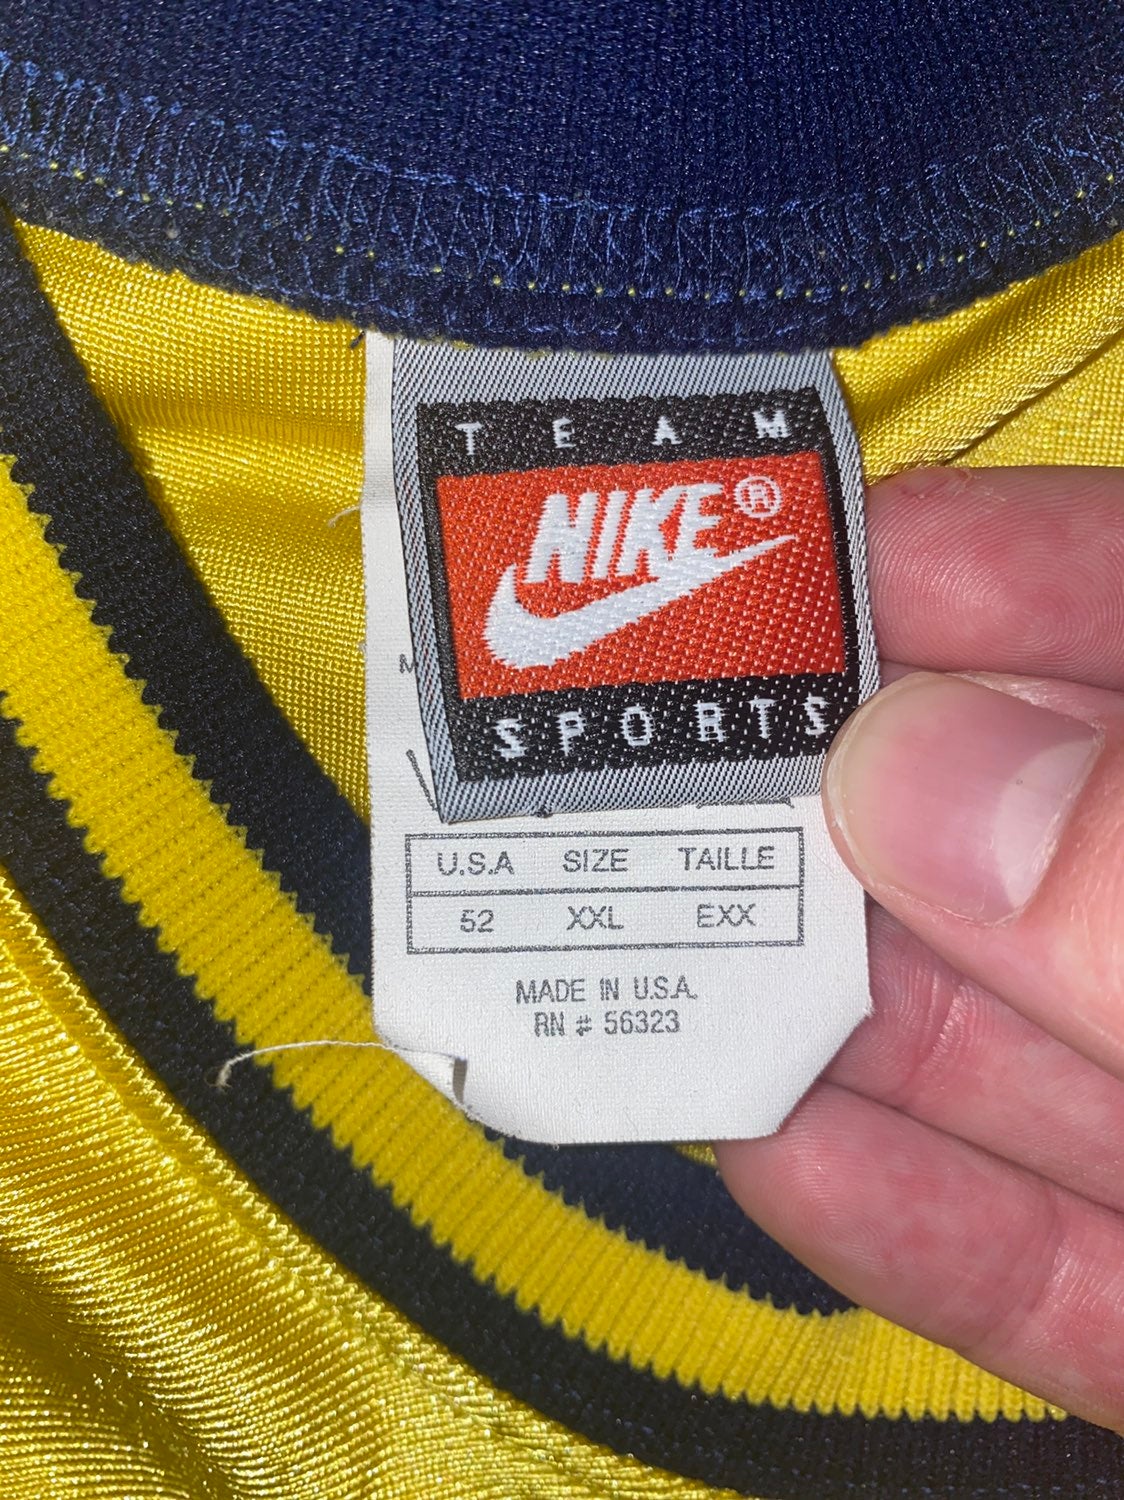 TEAM
NIKE®
SPORTS
M
U.S.A SIZE TAILLE
52 XXL EXX
MADE IN U.S.A.
RN # 56323